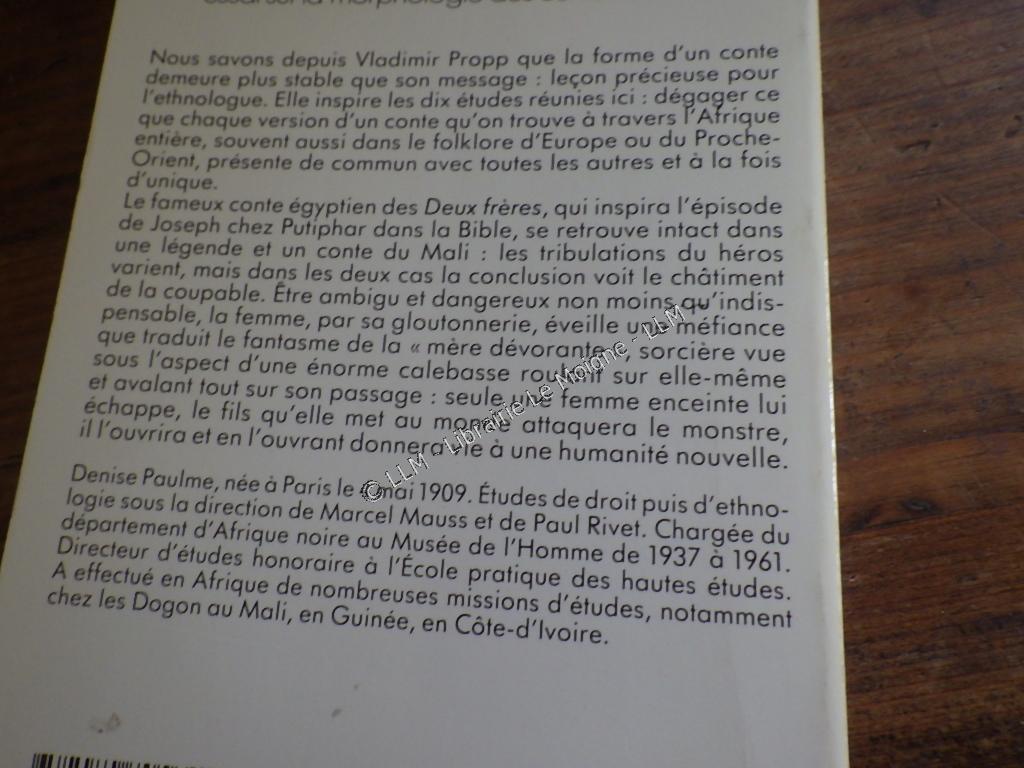 essai sur la morphologie des
Nous savons depuis Vladimir Propp que la forme d'un conte
demeure plus stable que son message : leçon précieuse pour
l'ethnologue. Elle inspire les dix études réunies ici : dégager ce
que chaque version d'un conte qu'on trouve à travers l'Afrique
entière, souvent aussi dans le folklore d'Europe ou du Proche-
Orient, présente de commun avec toutes les autres et à la fois
d'unique.
Le fameux conte égyptien des Deux frères, qui inspira l'épisode
de Joseph chez Putiphar dans la Bible, se retrouve intact dans
une légende et un conte du Mali : les tribulations du héros
varient, mais dans les deux cas la conclusion voit le châtiment
de la coupable. Être ambigu et dangereux non moins qu'indis-
pensable, la femme, par sa gloutonnerie, éveille une méfiance
que traduit le fantasme de la « mère dévorante », sorcière vue
sous l'aspect d'une énorme calebasse roulant sur elle-même
et avalant tout sur son passage : seule une femme enceinte lui
échappe, le fils qu'elle met au monde attaquera le monstre,
il l'ouvrira et en l'ouvrant donnera vie à une humanité nouvelle.
Denise Paulme, née à Paris le mai 1909. Études de droit puis d'ethno-
logie sous la direction de Marcel Mauss et de Paul Rivet. Chargée du
département d'Afrique noire au Musée de l'Homme de 1937 à 1961.
Directeur d'études honoraire à l'École pratique des hautes études.
A effectué en Afrique de nombreuses missions d'études, notamment
chez les Dogon au Mali, en Guinée, en Côte-d'Ivoire.
© LLM - Librairie Le Moigne - LLM